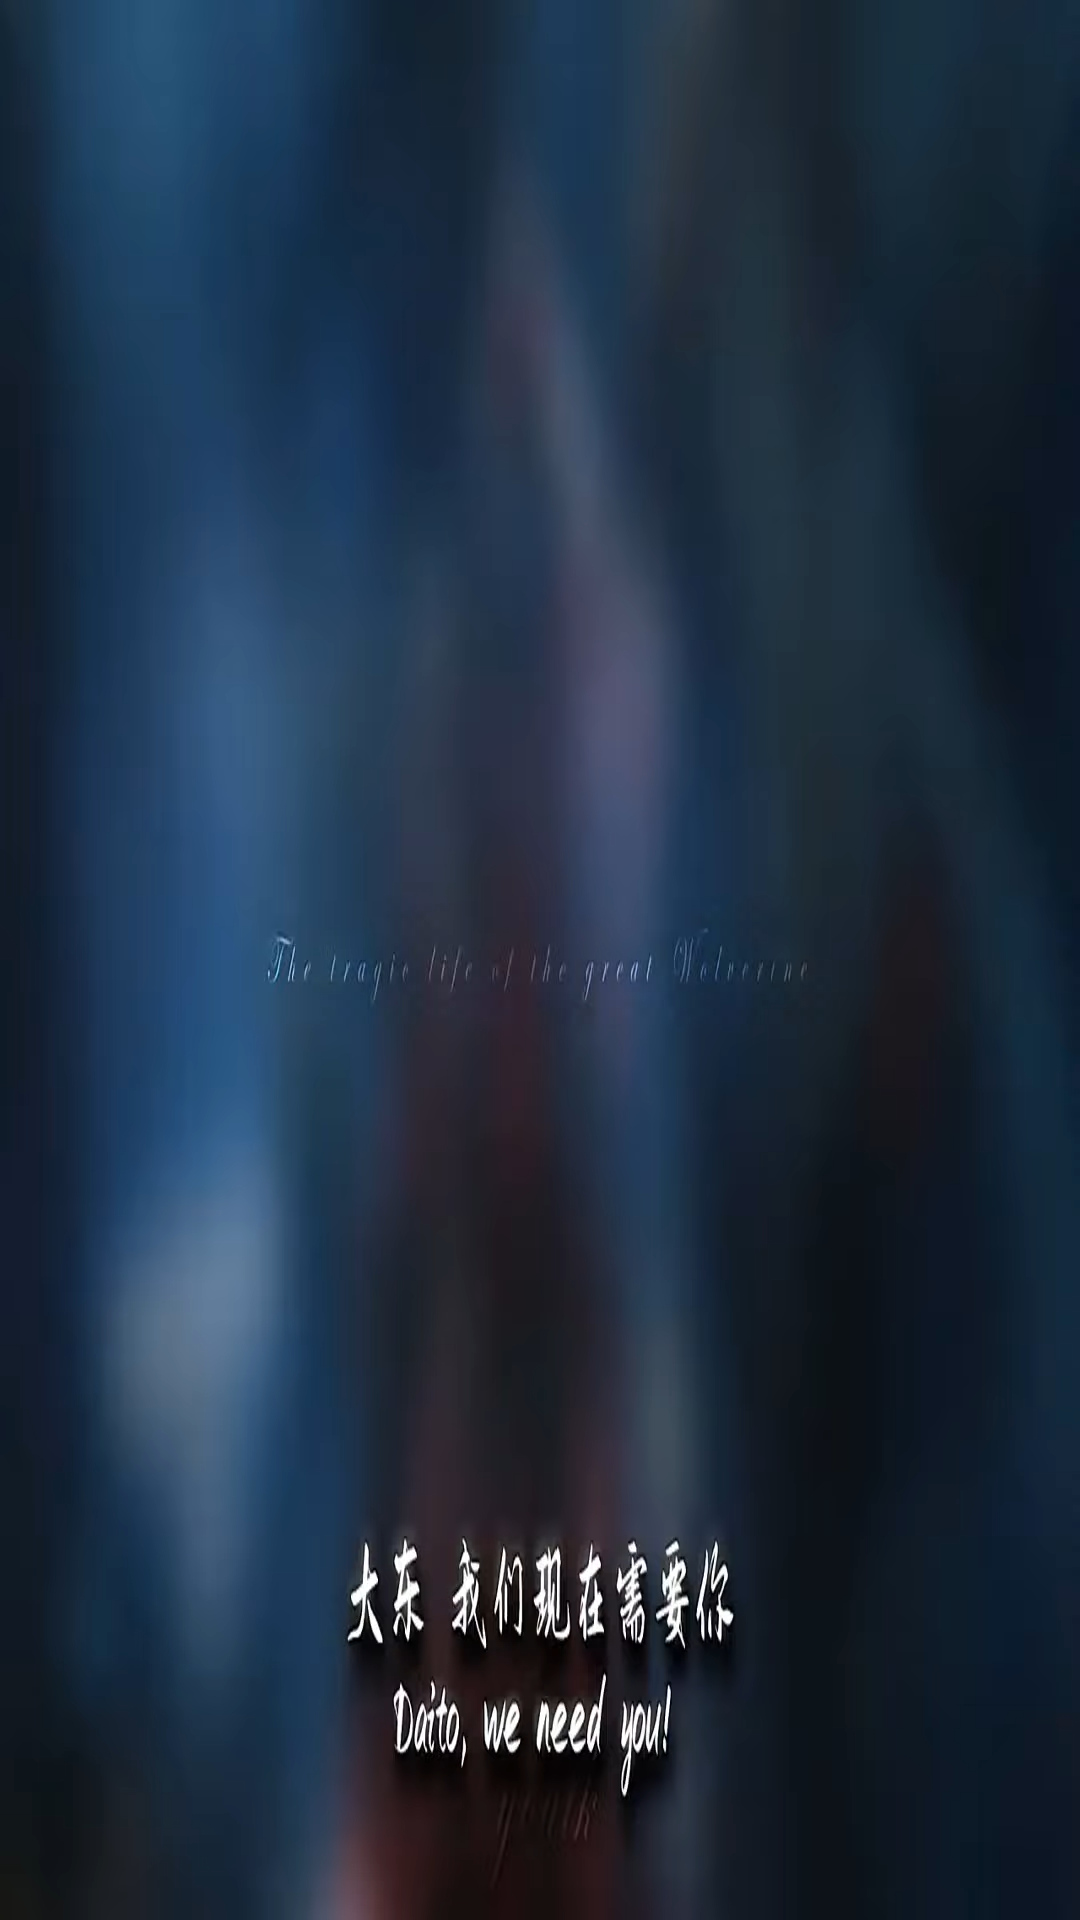 The tragic life of the great Wolverine
大东 我们现在需要你
Daito, we need you!